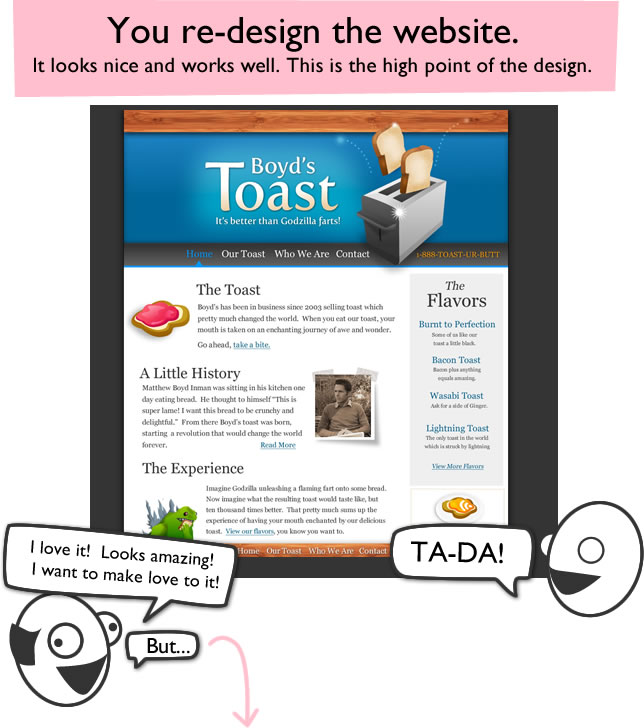 You re-design the website.
It looks nice and works well. This is the high point of the design.
Boyd's
Toast
It's better than Godzilla farts!
Home Our Toast Who We Are Contact
1-888-TOAST-UR-BUTT
The Toast
Boyd's has been in business since 2003 selling toast which
pretty much changed the world. When you eat our toast, your
mouth is taken on an enchanting journey of awe and wonder.
Go ahead, take a bite.
A Little History
Matthew Boyd Inman was sitting in his kitchen one
day eating bread. He thought to himself "This is
super lame! I want this bread to be crunchy and
delightful." From there Boyd's toast was born,
starting a revolution that would change the world
forever.
Read More
The Experience
Imagine Godzilla unleashing a flaming fart onto some bread.
Now imagine what the resulting toast would taste like, but
ten thousand times better. That pretty much sums up the
experience of having your mouth enchanted by our delicious
toast. View our flavors, you know you want to.
The
Flavors
Burnt to Perfection
Some of us like our
toast a little black.
Bacon Toast
Bacon plus anything
equals amazing.
Wasabi Toast
Ask for a side of Ginger.
Lightning Toast
The only toast in the world
which is struck by lightning
View More Flavors
Home Our Toast Who We Are Contact
I love it! Looks amazing!
I want to make love to it!
TA-DA!
But...